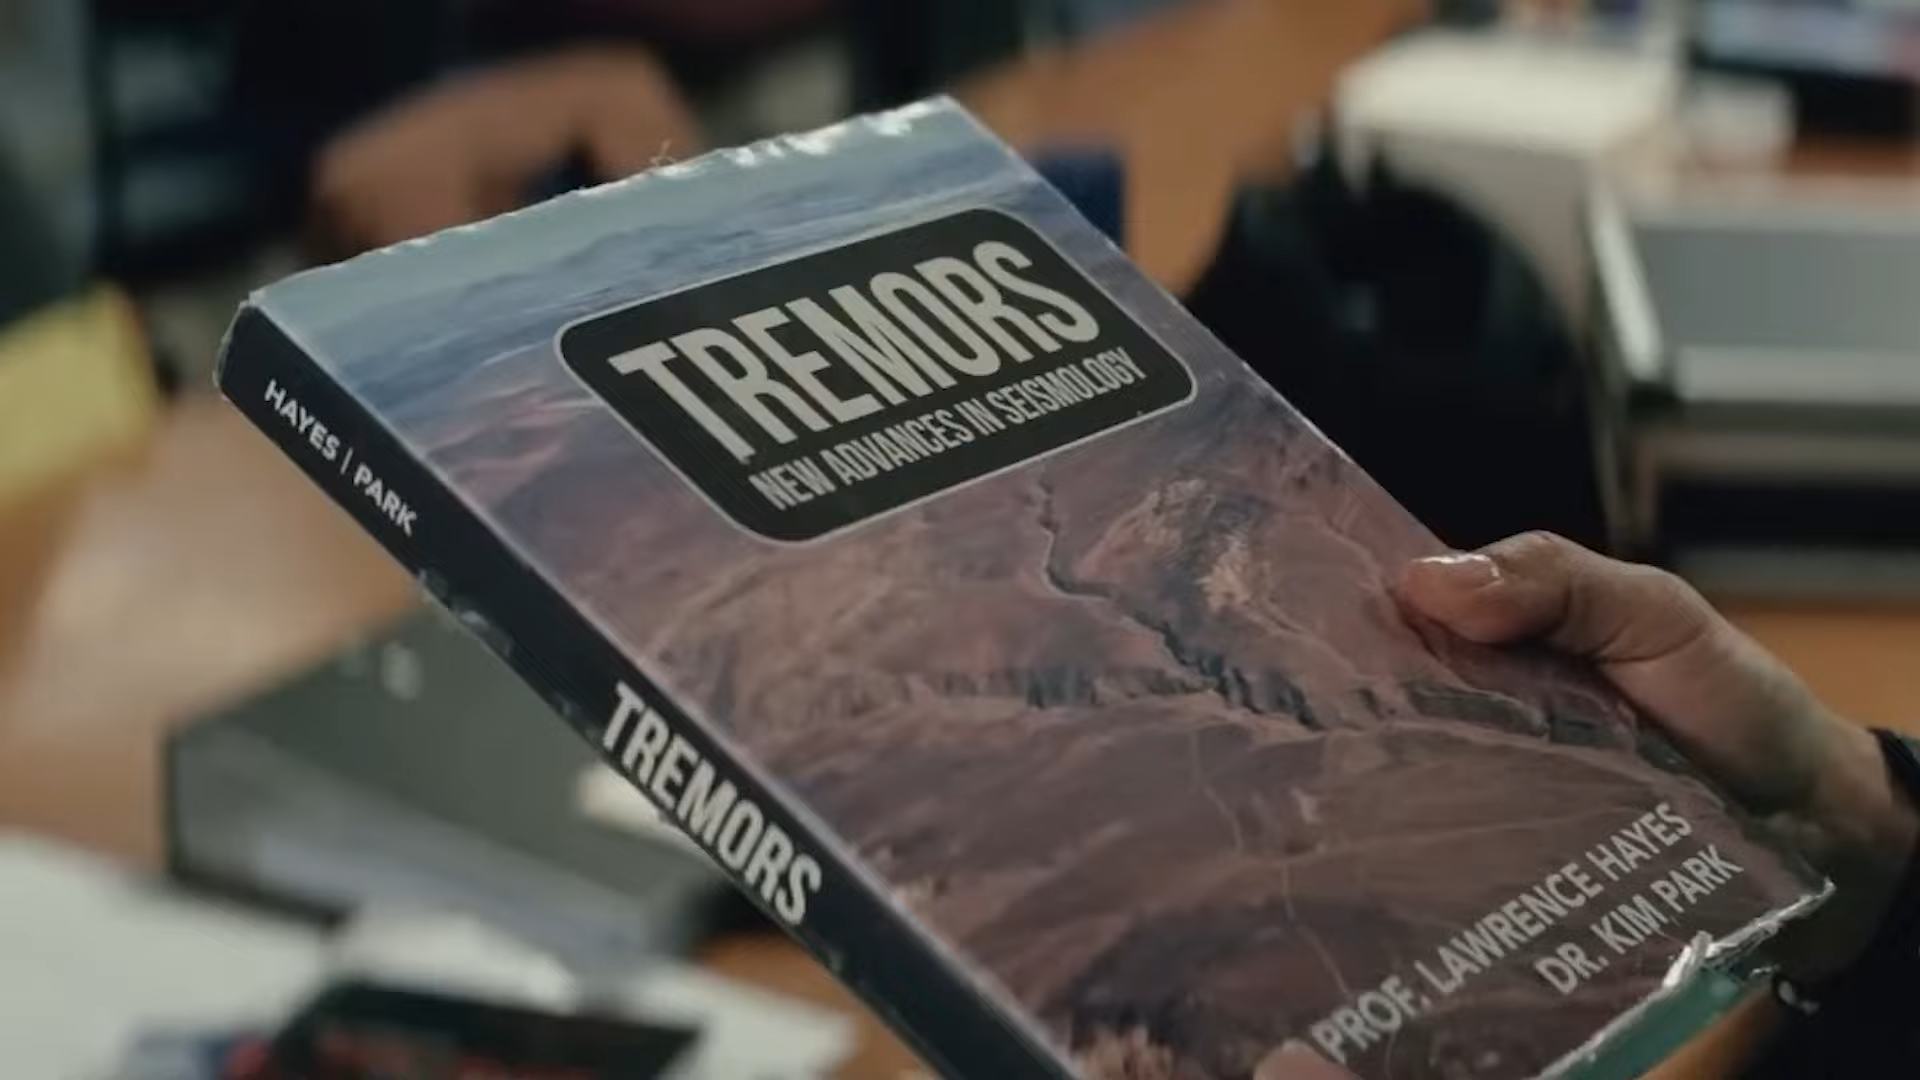 TREMORS
NEW ADVANCES IN SEISMOLOGY
HAYES | PARK
TREMORS
PROF. LAWRENCE HAYES
DR. KIM PARK